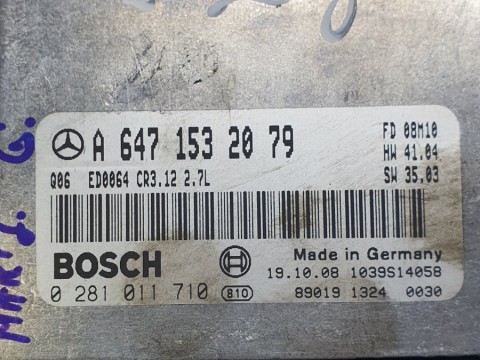 A 647 153 20 79
FD 08M10
HW 41.04
Q06 ED0064 CR3.12 2.7L
SW 35,03
BOSCH
Made in Germany
19.10.08 1039S14058
0 281 011 710 810
89019 1324 0030